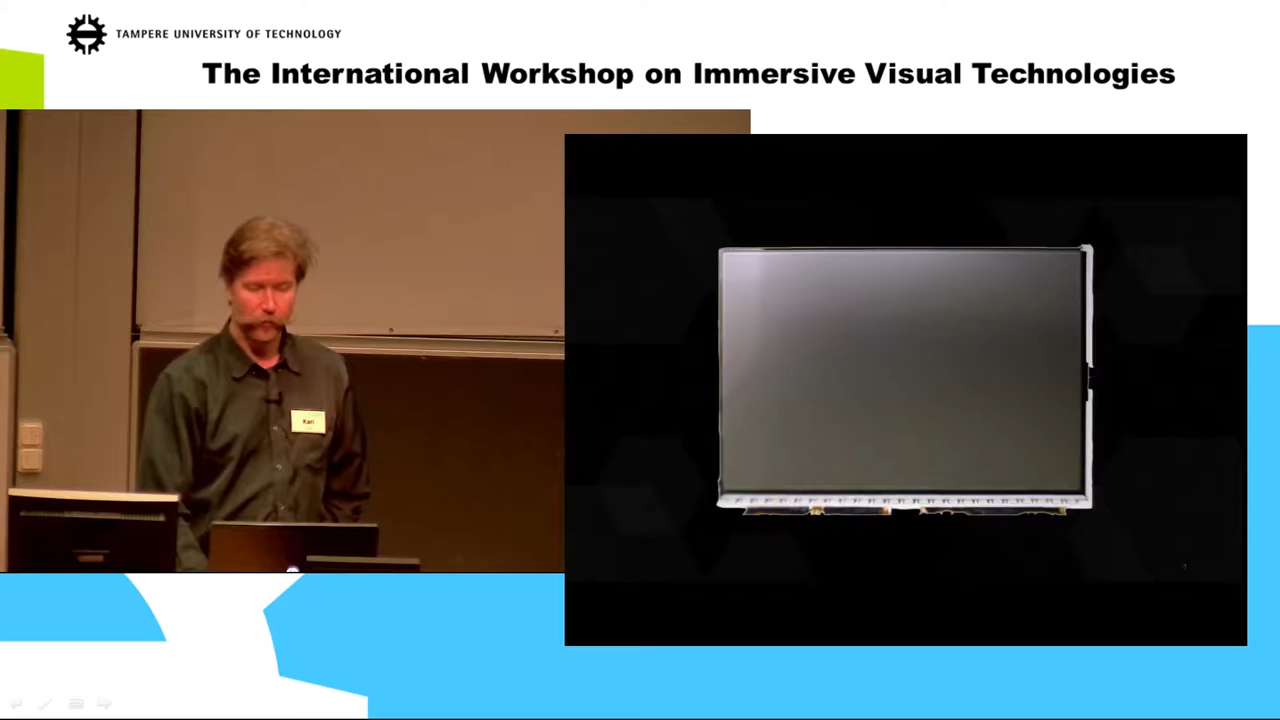 TAMPERE UNIVERSITY OF TECHNOLOGY
The International Workshop on Immersive Visual Technologies
Kari